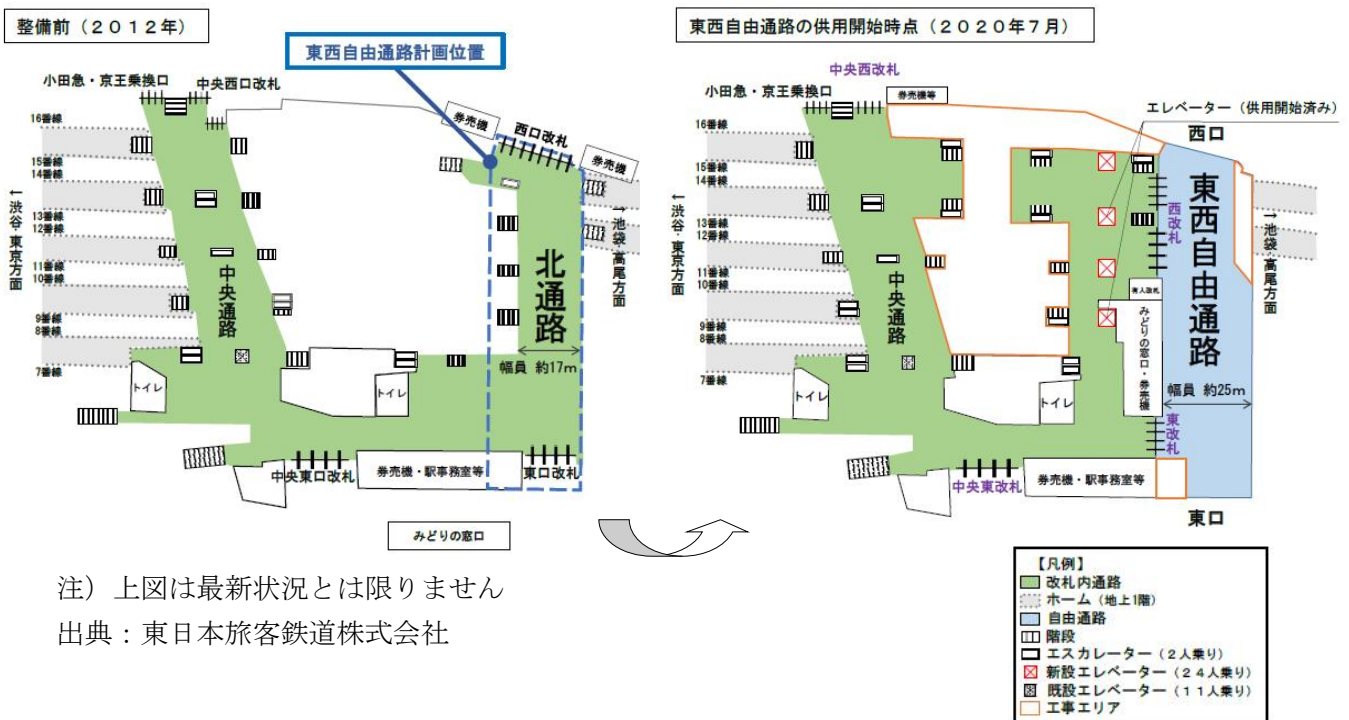 整備前（２０１２年）
東西自由通路計画位置
小田急・京王乗換口
中央西口改札
券売機
西口改札
券売機
16番線
15番線
14番線
13番線
12番線
11番線
10番線
9番線
8番線
7番線
←渋谷・東京方面
→池袋・高尾方面
中央通路
北通路
幅員 約17m
トイレ
トイレ
中央東口改札
券売機・駅事務室等
東口改札
みどりの窓口
東西自由通路の供用開始時点（２０２０年７月）
中央西改札
小田急・京王乗換口
券売機等
エレベーター（供用開始済み）
西口
16番線
15番線
14番線
13番線
12番線
11番線
10番線
9番線
8番線
7番線
←渋谷・東京方面
→池袋・高尾方面
中央通路
西改札
東西自由通路
有人改札
みどりの窓口・券売機
幅員 約25m
トイレ
トイレ
東改札
中央東改札
券売機・駅事務室等
東口
注）上図は最新状況とは限りません
出典：東日本旅客鉄道株式会社
【凡例】
改札内通路
ホーム（地上1階）
自由通路
階段
エスカレーター（２人乗り）
新設エレベーター（２４人乗り）
既設エレベーター（１１人乗り）
工事エリア